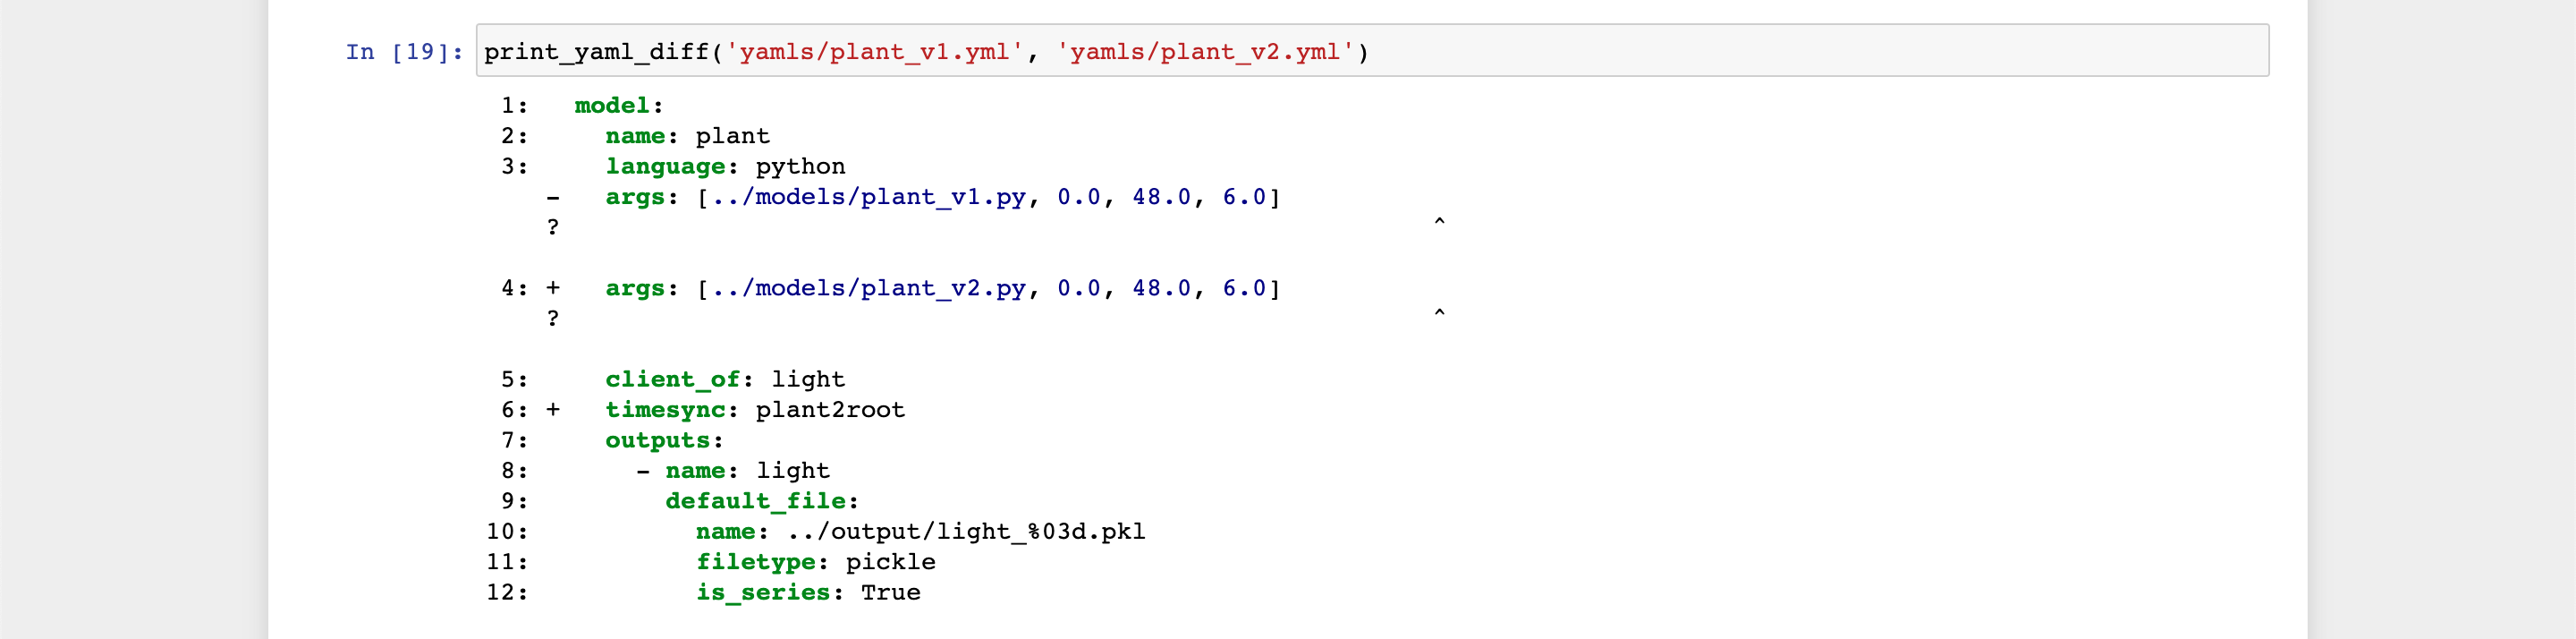 In [19]: print_yaml_diff('yamls/plant_v1.yml', 'yamls/plant_v2.yml')
1:   model:
2:     name: plant
3:     language: python
-   args: [../models/plant_v1.py, 0.0, 48.0, 6.0]
?                                                          ^
4: +   args: [../models/plant_v2.py, 0.0, 48.0, 6.0]
?                                                          ^
5:     client_of: light
6: +   timesync: plant2root
7:     outputs:
8:       - name: light
9:         default_file:
10:           name: ../output/light_%03d.pkl
11:           filetype: pickle
12:           is_series: True